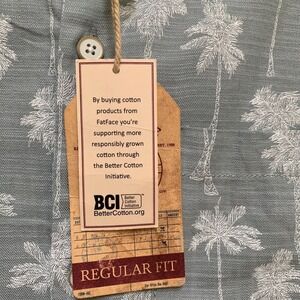 By buying cotton
products from
FatFace you're
supporting more
responsibly grown
cotton through
the Better Cotton
Initiative.
BCI
Better
Cotton
Initiative
BetterCotton.org
REGULAR FIT